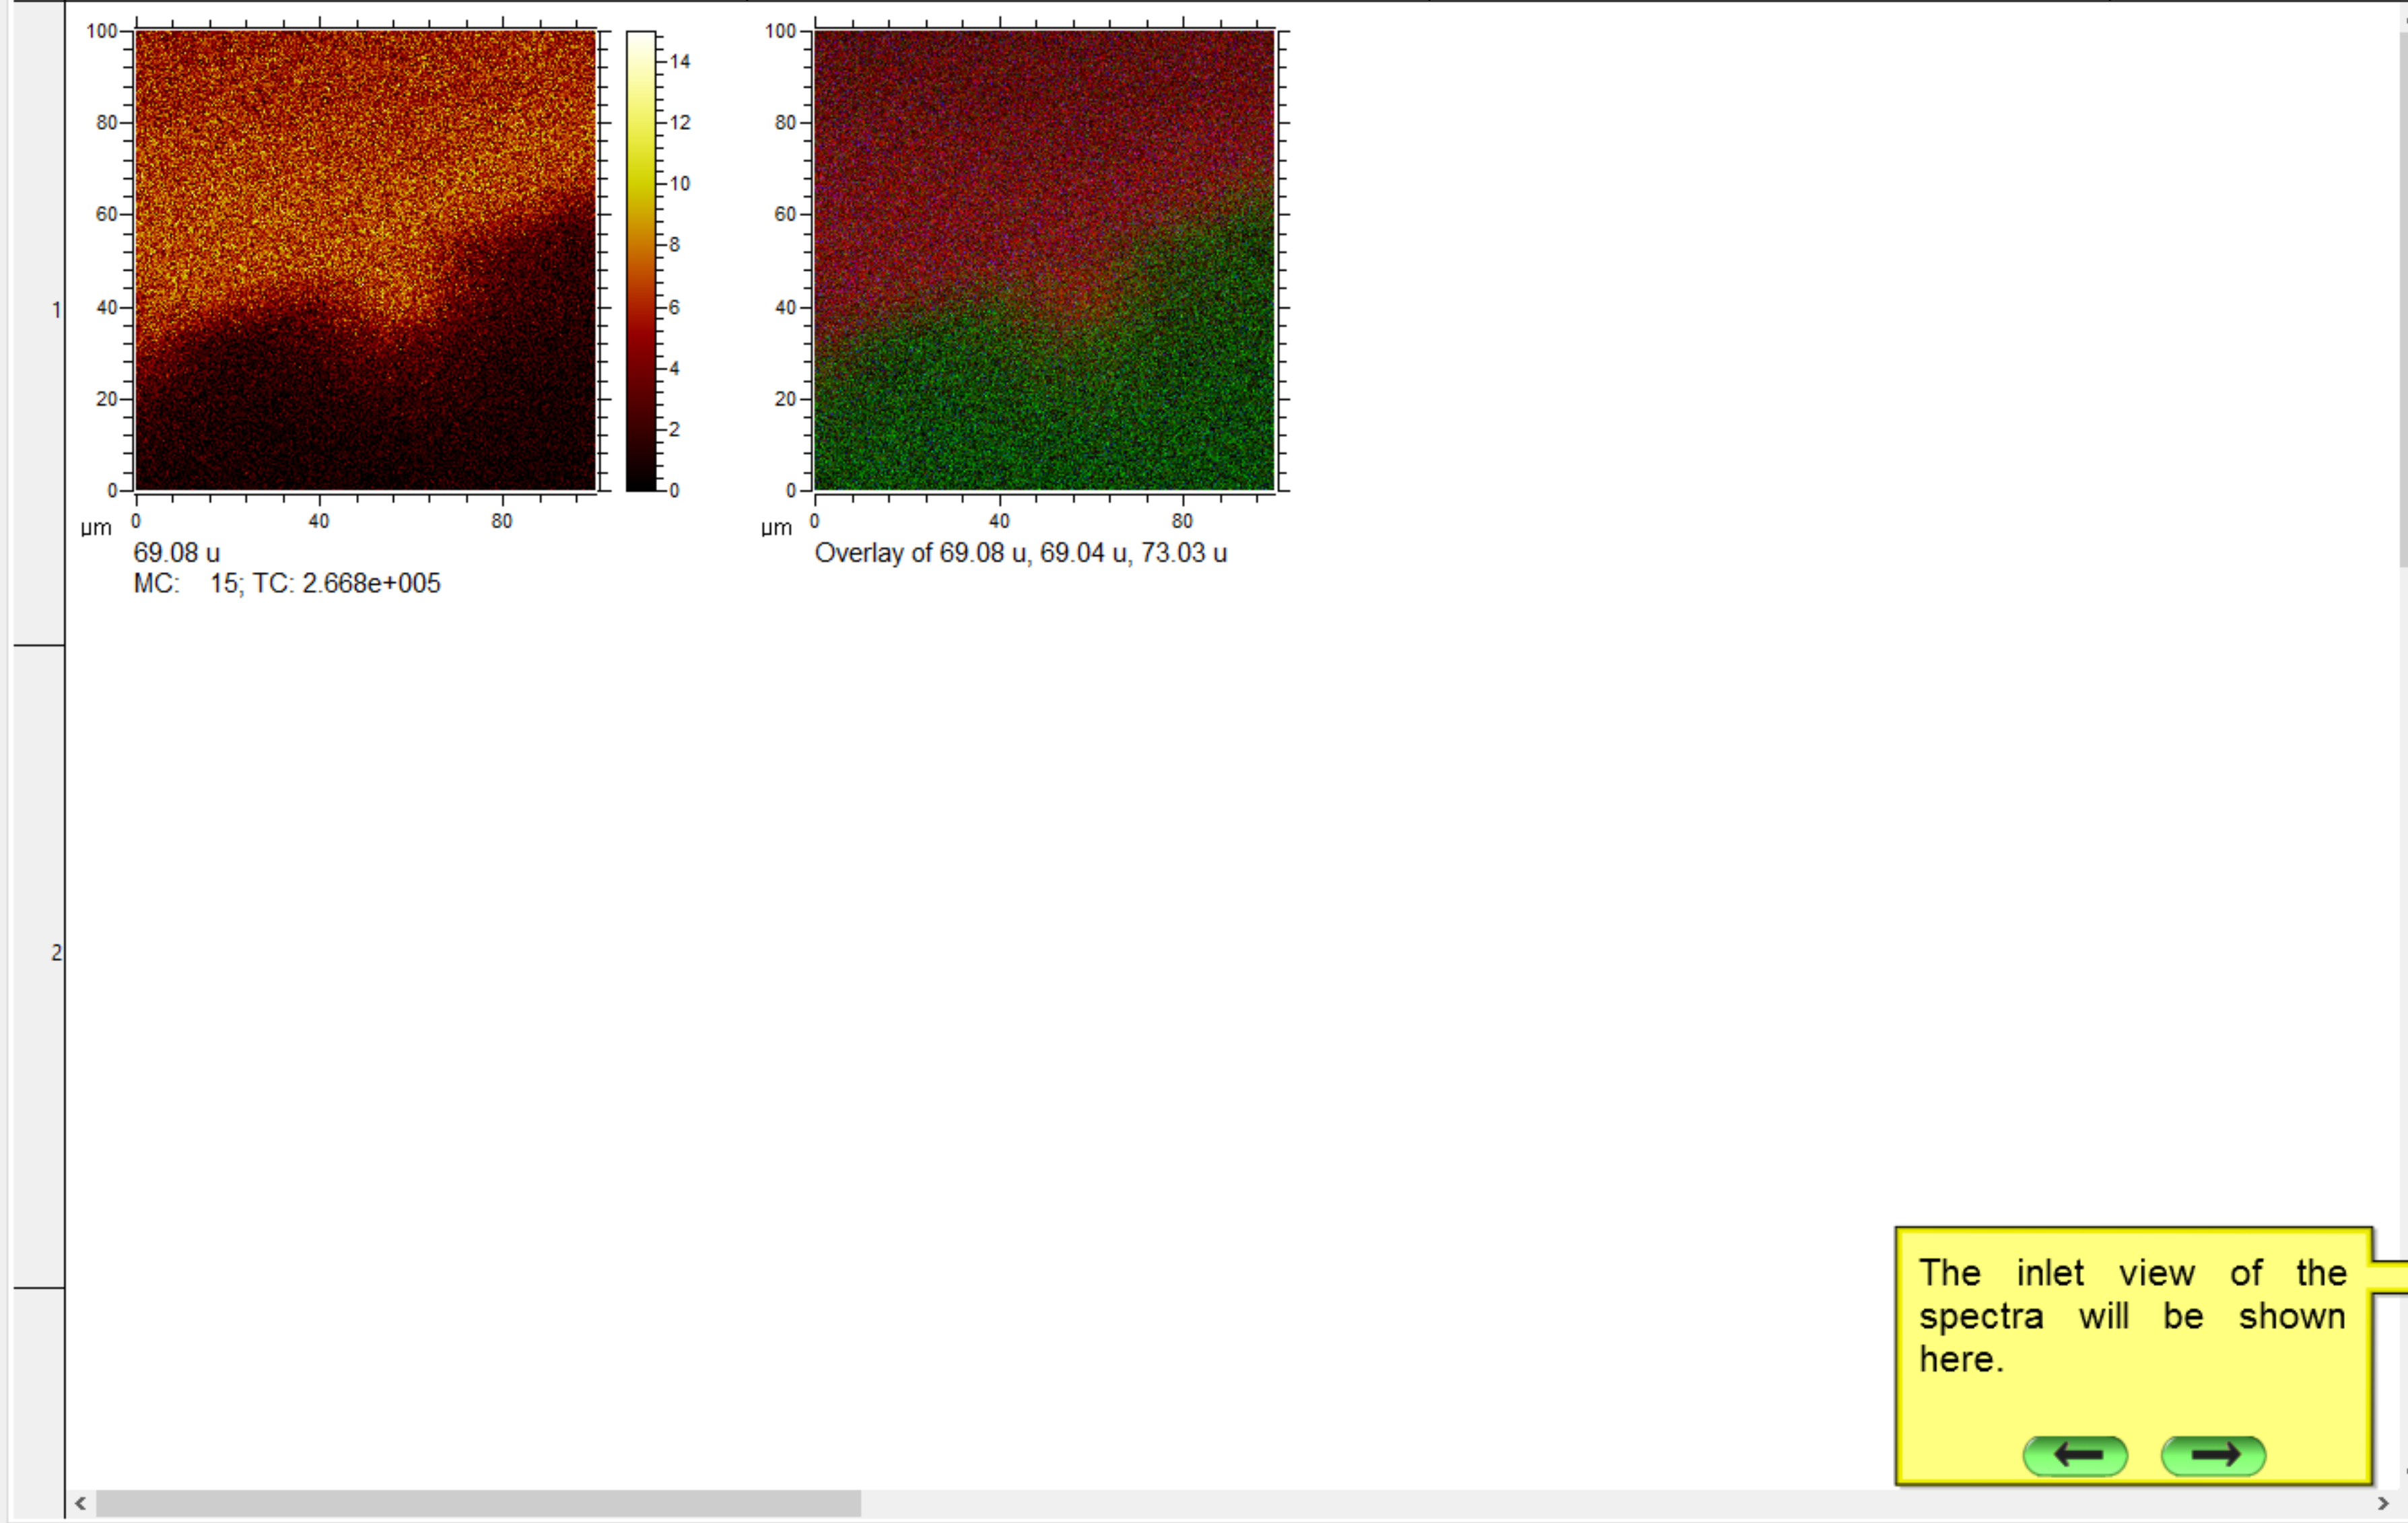 100
80
60
40
20
0
µm
0 40 80
14
12
10
8
6
4
2
0
69.08 u
MC: 15; TC: 2.668e+005
100
80
60
40
20
0
µm
0 40 80
Overlay of 69.08 u, 69.04 u, 73.03 u
1
2
The inlet view of the
spectra will be shown
here.